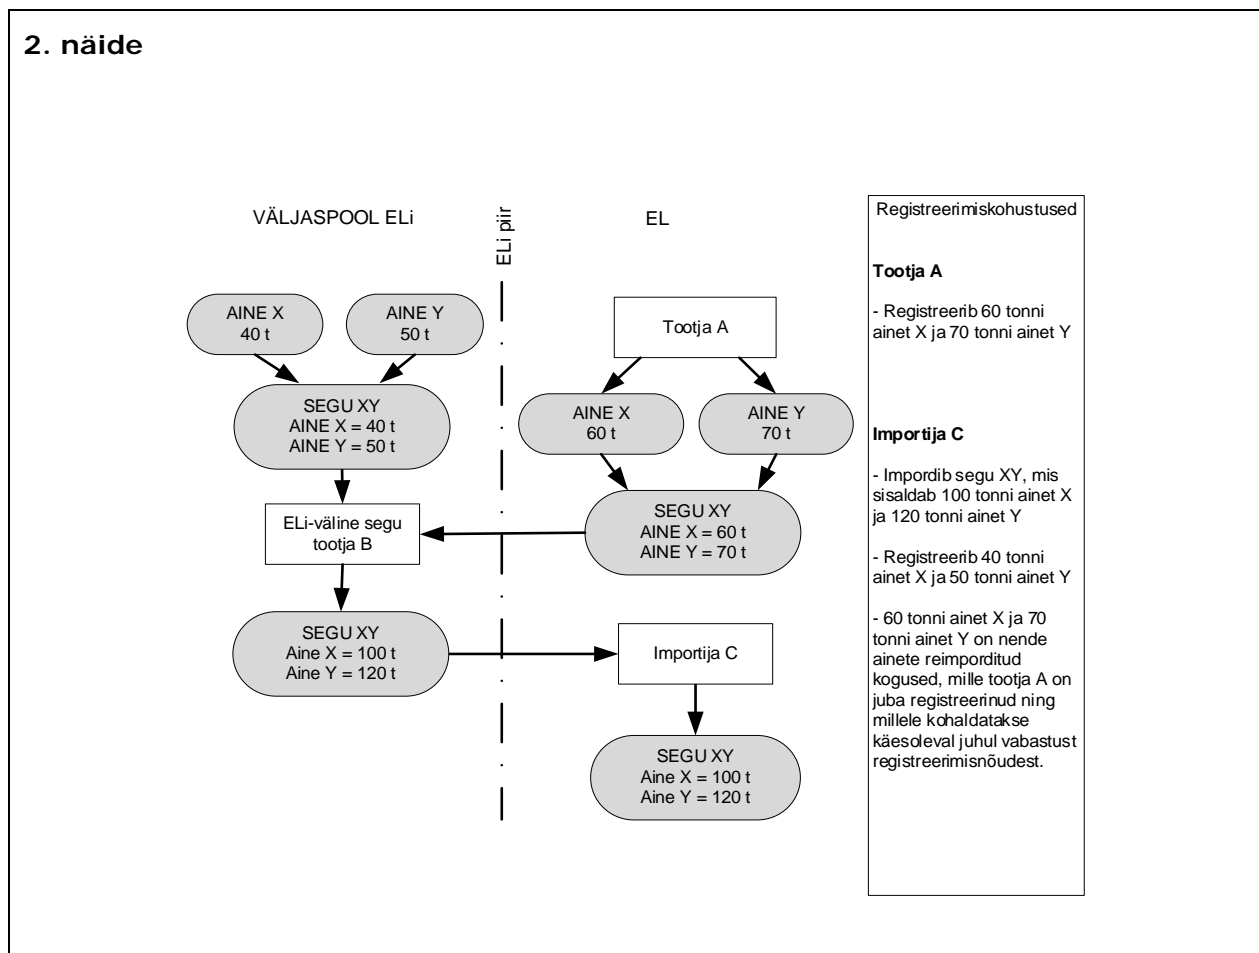 2. näide
VÄLJASPOOL ELi
ELi piir
EL
AINE X
40 t
AINE Y
50 t
SEGU XY
AINE X = 40 t
AINE Y = 50 t
ELi-väline segu
tootja B
SEGU XY
Aine X = 100 t
Aine Y = 120 t
Tootja A
AINE X
60 t
AINE Y
70 t
SEGU XY
AINE X = 60 t
AINE Y = 70 t
Importija C
SEGU XY
Aine X = 100 t
Aine Y = 120 t
Registreerimiskohustused
Tootja A
- Registreerib 60 tonni
ainet X ja 70 tonni ainet Y
Importija C
- Impordib segu XY, mis
sisaldab 100 tonni ainet X
ja 120 tonni ainet Y
- Registreerib 40 tonni
ainet X ja 50 tonni ainet Y
- 60 tonni ainet X ja 70
tonni ainet Y on nende
ainete reimporditud
kogused, mille tootja A on
juba registreerinud ning
millele kohaldatakse
käesoleval juhul vabastust
registreerimisnõudest.